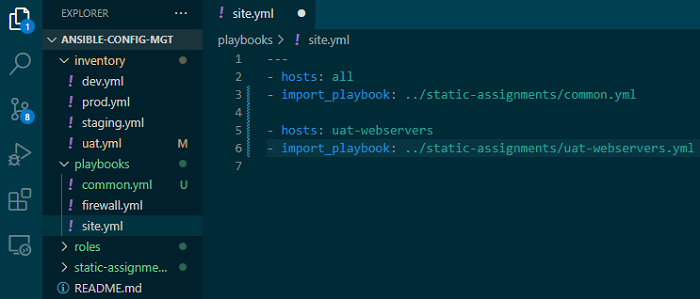 EXPLORER
ANSIBLE-CONFIG-MGT
inventory
dev.yml
prod.yml
staging.yml
uat.yml M
playbooks
common.yml U
firewall.yml
site.yml
roles
static-assignme...
README.md
1
8
site.yml
playbooks > site.yml
1 ---
2 - hosts: all
3 - import_playbook: ../static-assignments/common.yml
4
5 - hosts: uat-webservers
6 - import_playbook: ../static-assignments/uat-webservers.yml
7